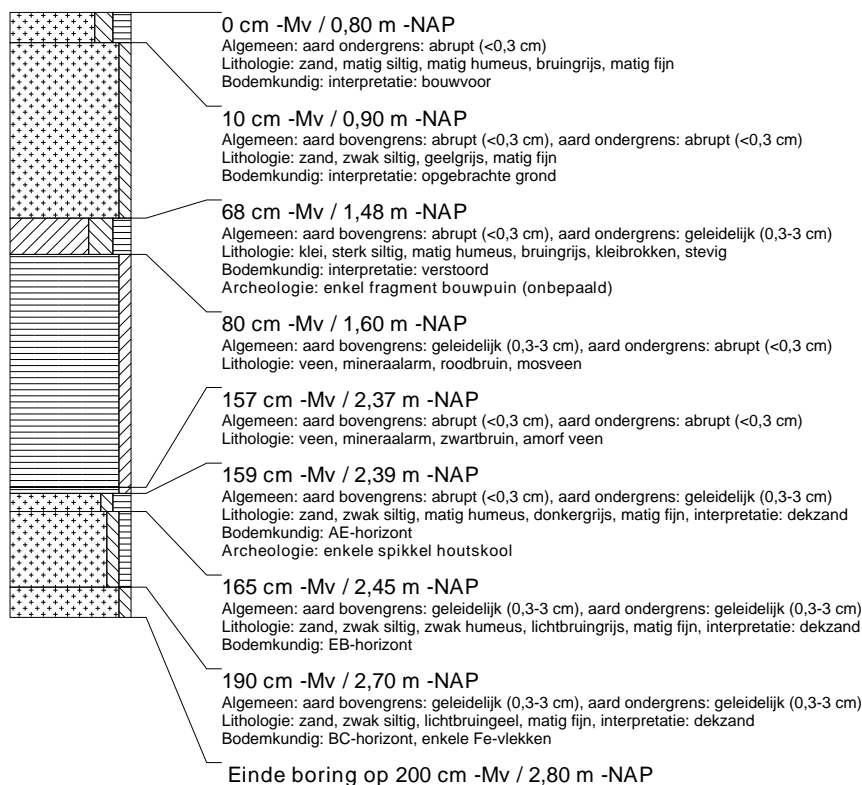 0 cm -Mv / 0,80 m -NAP
Algemeen: aard ondergrens: abrupt (<0,3 cm)
Lithologie: zand, matig siltig, matig humeus, bruingrijs, matig fijn
Bodemkundig: interpretatie: bouwvoor
10 cm -Mv / 0,90 m -NAP
Algemeen: aard bovengrens: abrupt (<0,3 cm), aard ondergrens: abrupt (<0,3 cm)
Lithologie: zand, zwak siltig, geelgrijs, matig fijn
Bodemkundig: interpretatie: opgebrachte grond
68 cm -Mv / 1,48 m -NAP
Algemeen: aard bovengrens: abrupt (<0,3 cm), aard ondergrens: geleidelijk (0,3-3 cm)
Lithologie: klei, sterk siltig, matig humeus, bruingrijs, kleibrokken, stevig
Bodemkundig: interpretatie: verstoord
Archeologie: enkel fragment bouwpuin (onbepaald)
80 cm -Mv / 1,60 m -NAP
Algemeen: aard bovengrens: geleidelijk (0,3-3 cm), aard ondergrens: abrupt (<0,3 cm)
Lithologie: veen, mineraalarm, roodbruin, mosveen
157 cm -Mv / 2,37 m -NAP
Algemeen: aard bovengrens: abrupt (<0,3 cm), aard ondergrens: abrupt (<0,3 cm)
Lithologie: veen, mineraalarm, zwartbruin, amorf veen
159 cm -Mv / 2,39 m -NAP
Algemeen: aard bovengrens: abrupt (<0,3 cm), aard ondergrens: geleidelijk (0,3-3 cm)
Lithologie: zand, zwak siltig, matig humeus, donkergrijs, matig fijn, interpretatie: dekzand
Bodemkundig: AE-horizont
Archeologie: enkele spikkel houtskool
165 cm -Mv / 2,45 m -NAP
Algemeen: aard bovengrens: geleidelijk (0,3-3 cm), aard ondergrens: geleidelijk (0,3-3 cm)
Lithologie: zand, zwak siltig, zwak humeus, lichtbruingrijs, matig fijn, interpretatie: dekzand
Bodemkundig: EB-horizont
190 cm -Mv / 2,70 m -NAP
Algemeen: aard bovengrens: geleidelijk (0,3-3 cm), aard ondergrens: geleidelijk (0,3-3 cm)
Lithologie: zand, zwak siltig, lichtbruingeel, matig fijn, interpretatie: dekzand
Bodemkundig: BC-horizont, enkele Fe-vlekken
Einde boring op 200 cm -Mv / 2,80 m -NAP